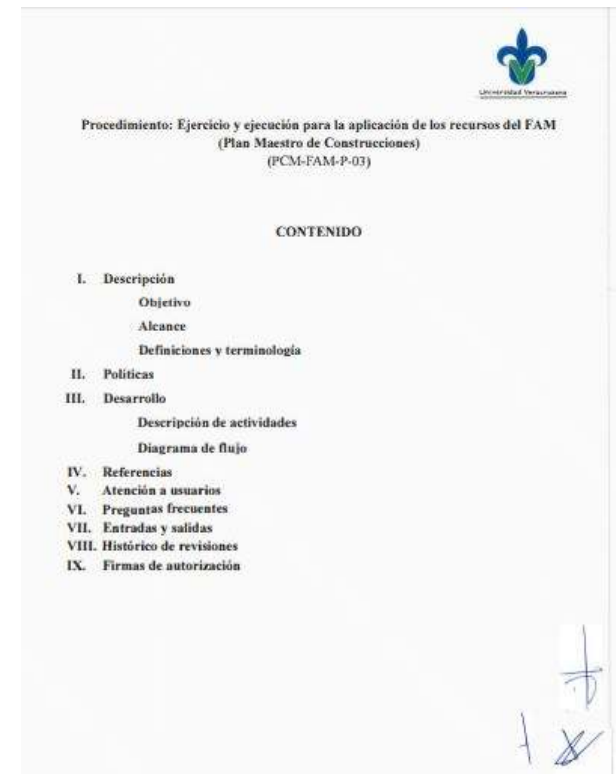 Universidad Veracruzana
Procedimiento: Ejercicio y ejecución para la aplicación de los recursos del FAM
(Plan Maestro de Construcciones)
(PCM-FAM-P-03)
CONTENIDO
I. Descripción
Objetivo
Alcance
Definiciones y terminología
II. Políticas
III. Desarrollo
Descripción de actividades
Diagrama de flujo
IV. Referencias
V. Atención a usuarios
VI. Preguntas frecuentes
VII. Entradas y salidas
VIII. Histórico de revisiones
IX. Firmas de autorización